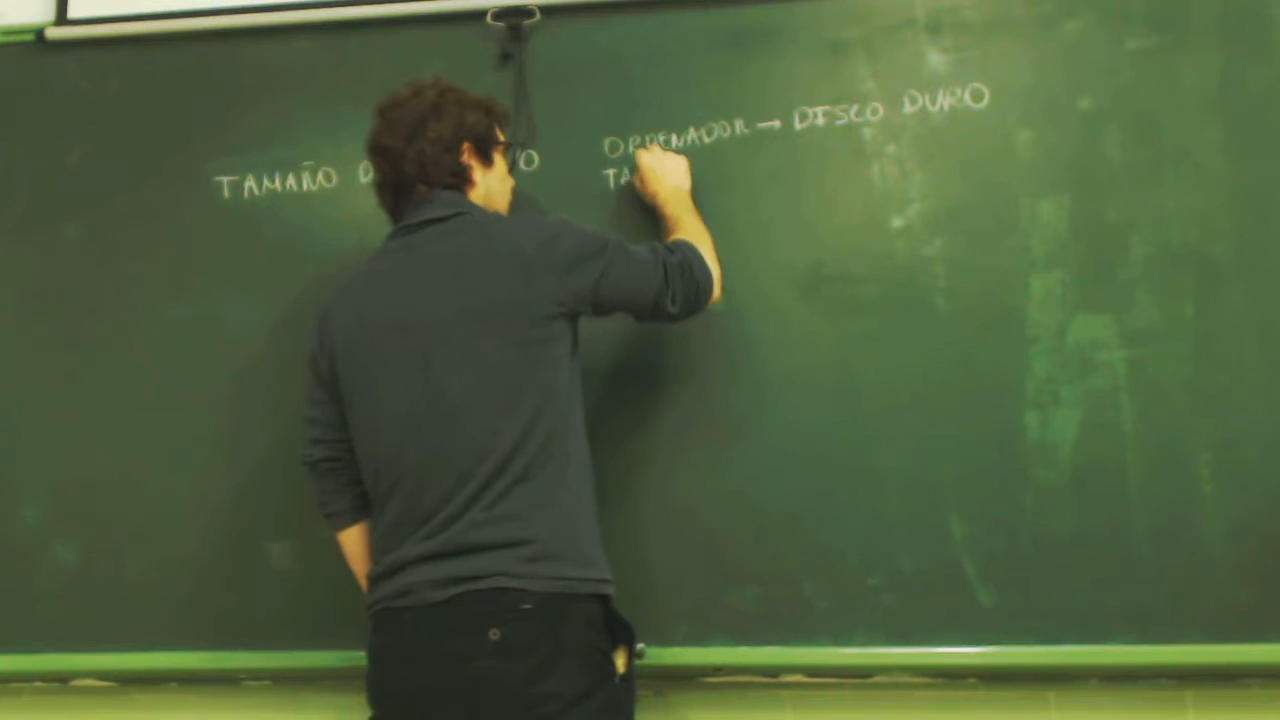 TAMAÑO
ORDENADOR → DISCO DURO
TA